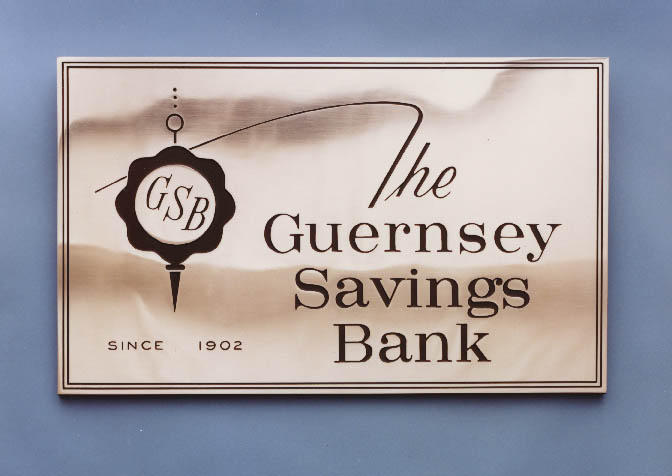 GSB
The
Guernsey
Savings
Bank
SINCE 1902